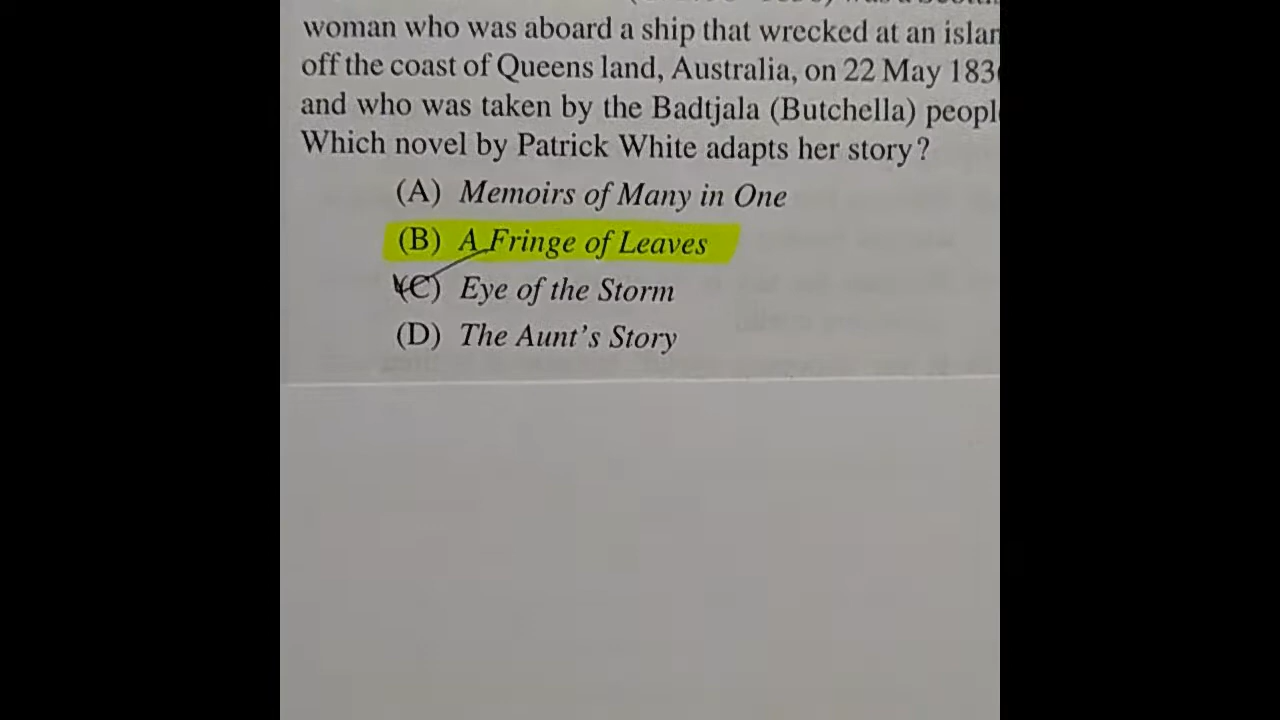 woman who was aboard a ship that wrecked at an islan
off the coast of Queens land, Australia, on 22 May 183
and who was taken by the Badtjala (Butchella) peopl
Which novel by Patrick White adapts her story?
(A) Memoirs of Many in One
(B) A Fringe of Leaves
(C) Eye of the Storm
(D) The Aunt's Story